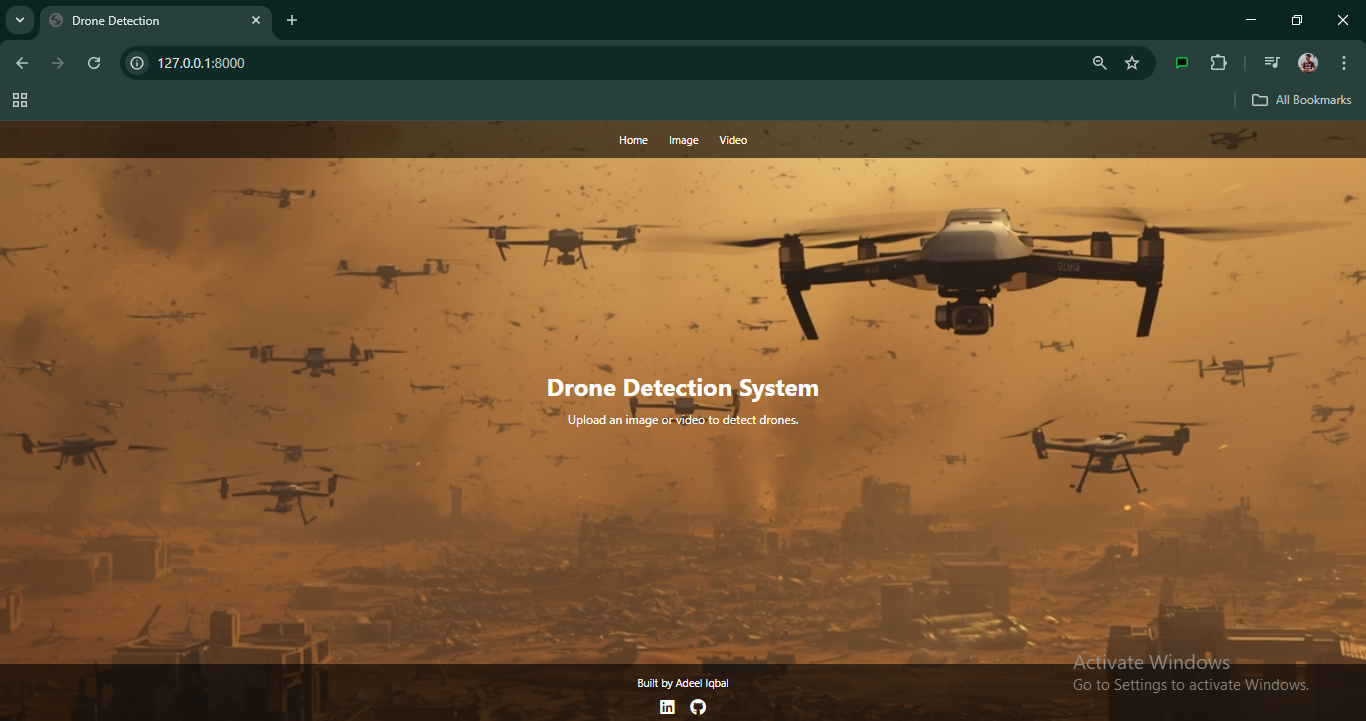 Drone Detection
127.0.0.1:8000
All Bookmarks
Home Image Video
Drone Detection System
Upload an image or video to detect drones.
Activate Windows
Go to Settings to activate Windows.
Built by Adeel Iqbal
in